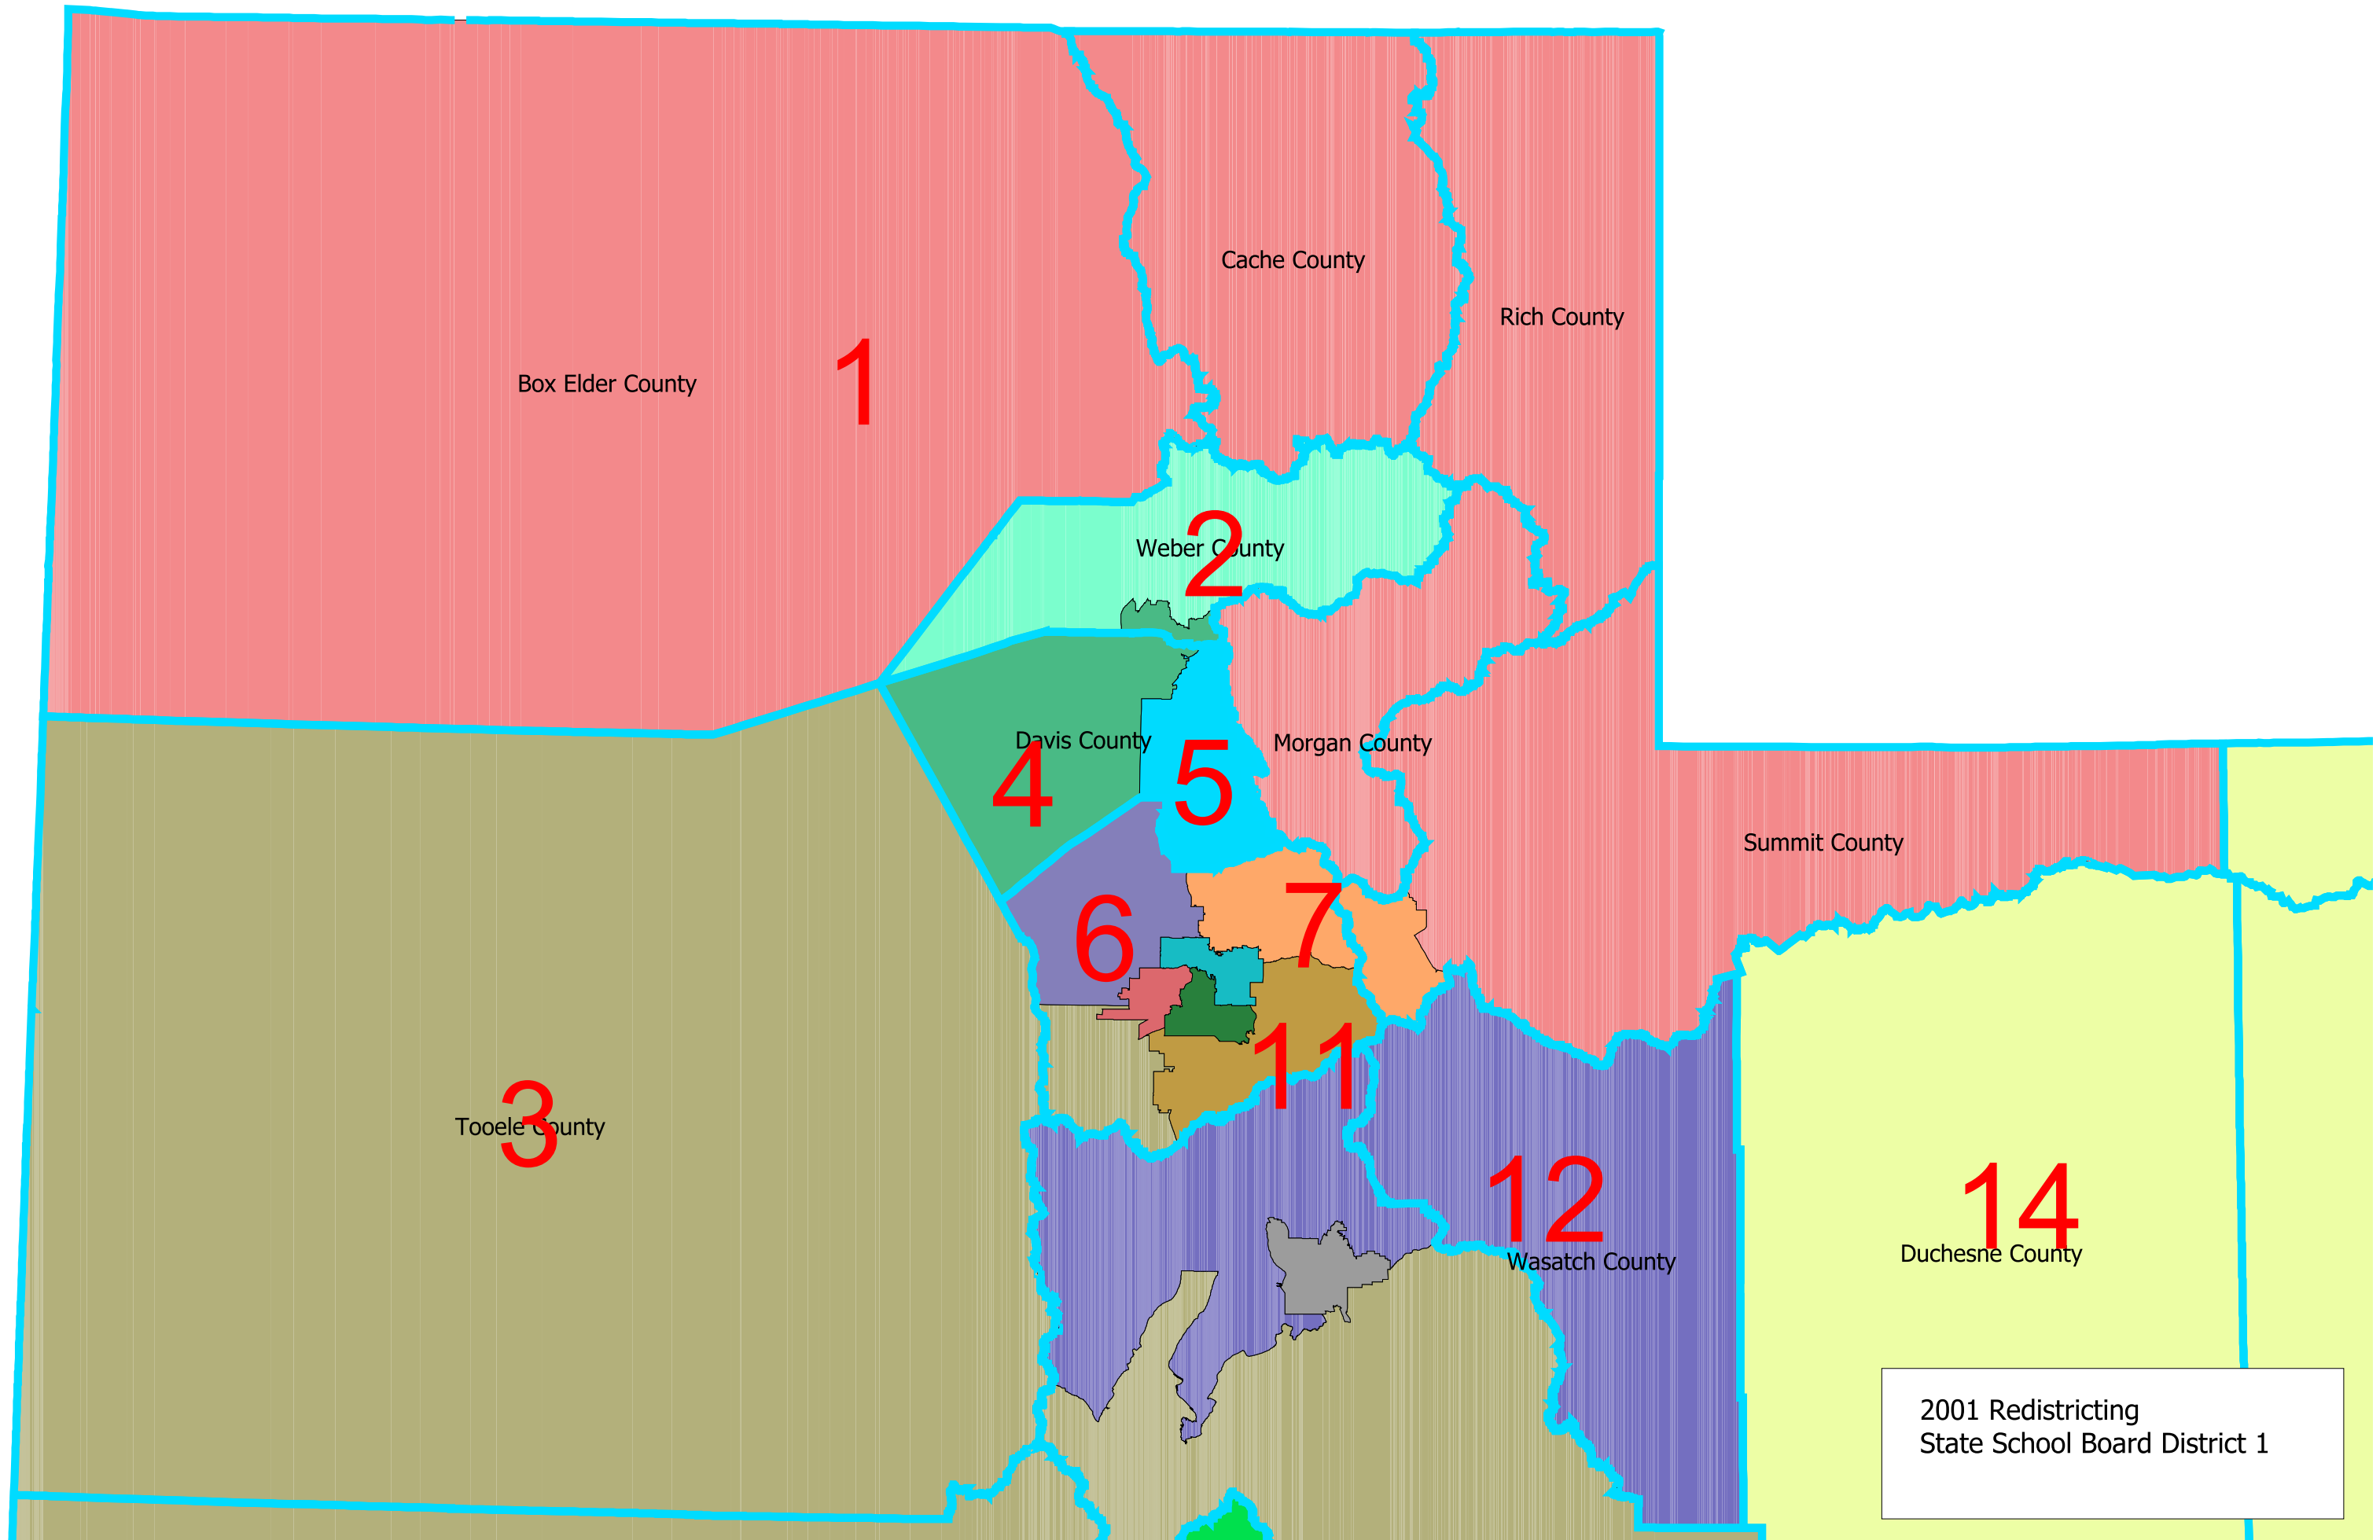 Cache County
Rich County
Box Elder County
1
2
Weber County
Davis County
4
5
Morgan County
Summit County
6
7
11
3
Tooele County
12
Wasatch County
14
Duchesne County
2001 Redistricting
State School Board District 1